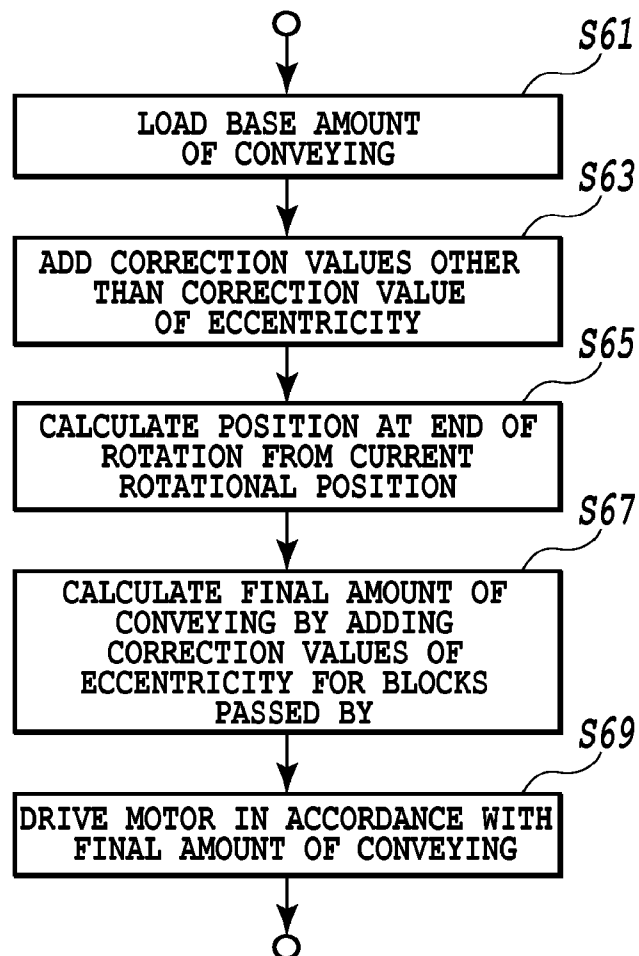 S61
LOAD BASE AMOUNT
OF CONVEYING
S63
ADD CORRECTION VALUES OTHER
THAN CORRECTION VALUE
OF ECCENTRICITY
S65
CALCULATE POSITION AT END OF
ROTATION FROM CURRENT
ROTATIONAL POSITION
S67
CALCULATE FINAL AMOUNT OF
CONVEYING BY ADDING
CORRECTION VALUES OF
ECCENTRICITY FOR BLOCKS
PASSED BY
S69
DRIVE MOTOR IN ACCORDANCE WITH
FINAL AMOUNT OF CONVEYING